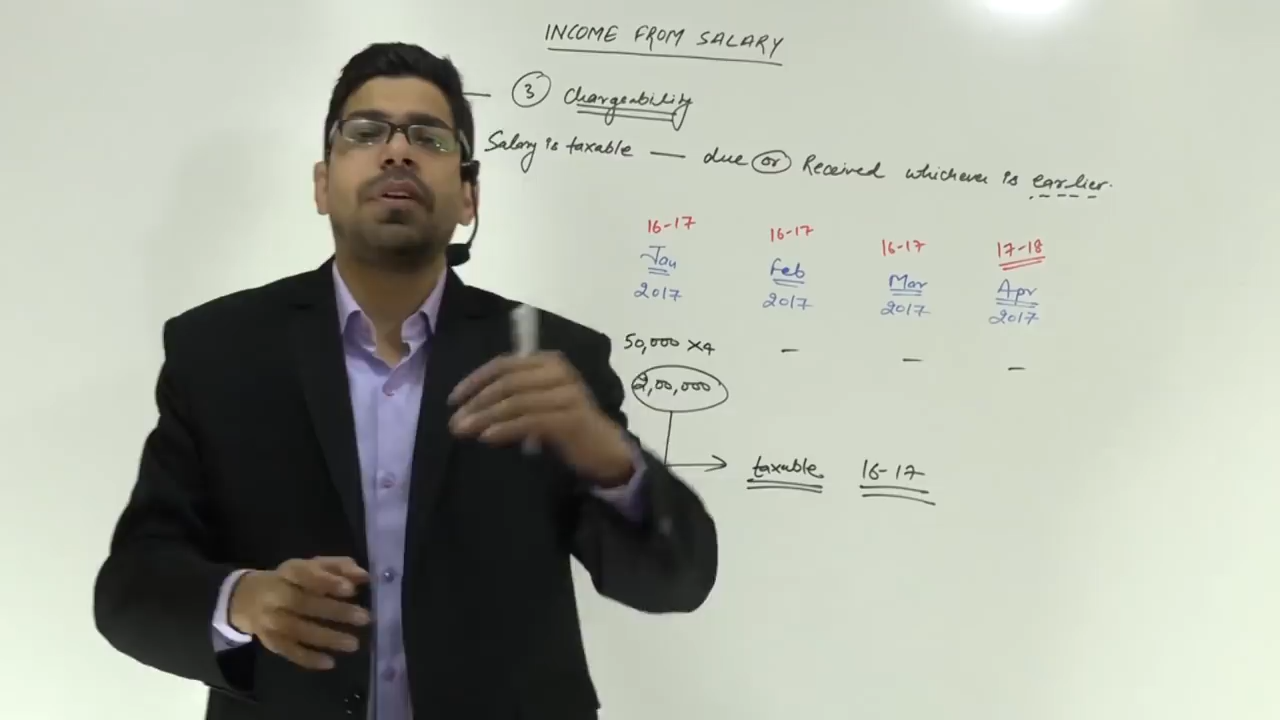 INCOME FROM SALARY
3 Chargeability
Salary is taxable — due or Received whichever is earlier.
16-17 16-17 16-17 17-18
Jan Feb Mar Apr
2017 2017 2017 2017
50,000 x4 – – –
2,00,000
taxable 16-17